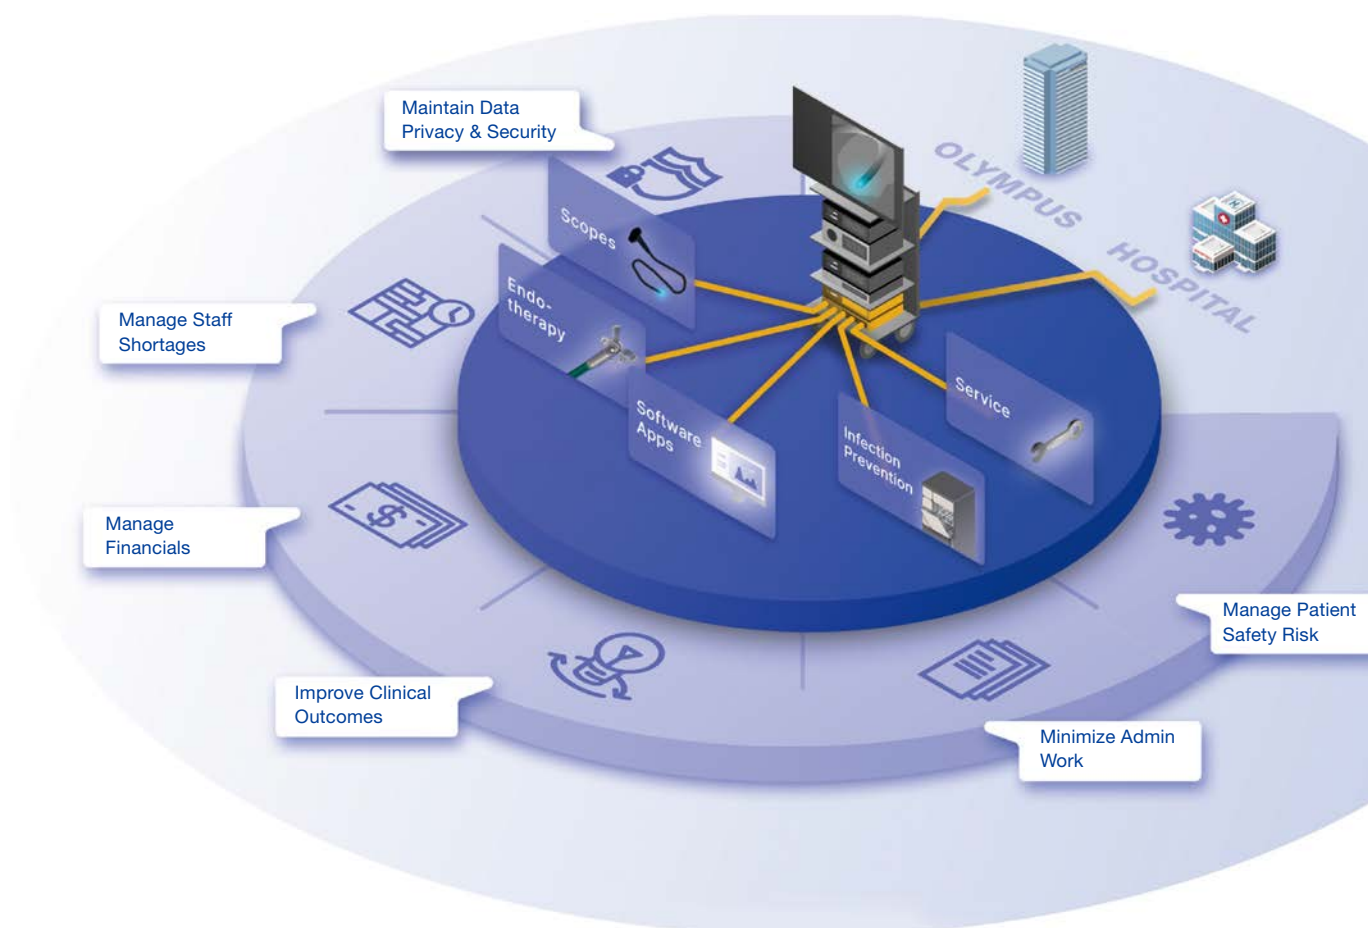 Maintain Data
Privacy & Security
OLYMPUS
HOSPITAL
Scopes
Endo-
therapy
Manage Staff
Shortages
Software
Apps
Infection
Prevention
Service
Manage
Financials
Manage Patient
Safety Risk
Improve Clinical
Outcomes
Minimize Admin
Work
$
H